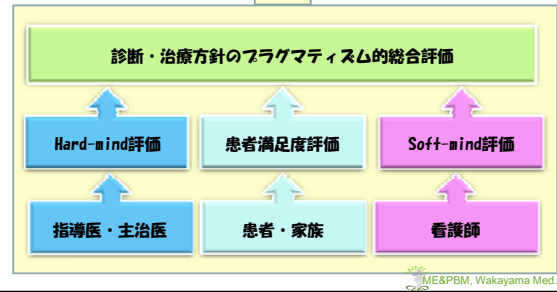 診断・治療方針のプラグマティズム的総合評価
Hard-mind評価
患者満足度評価
Soft-mind評価
指導医・主治医
患者・家族
看護師
ME&PBM, Wakayama Med.